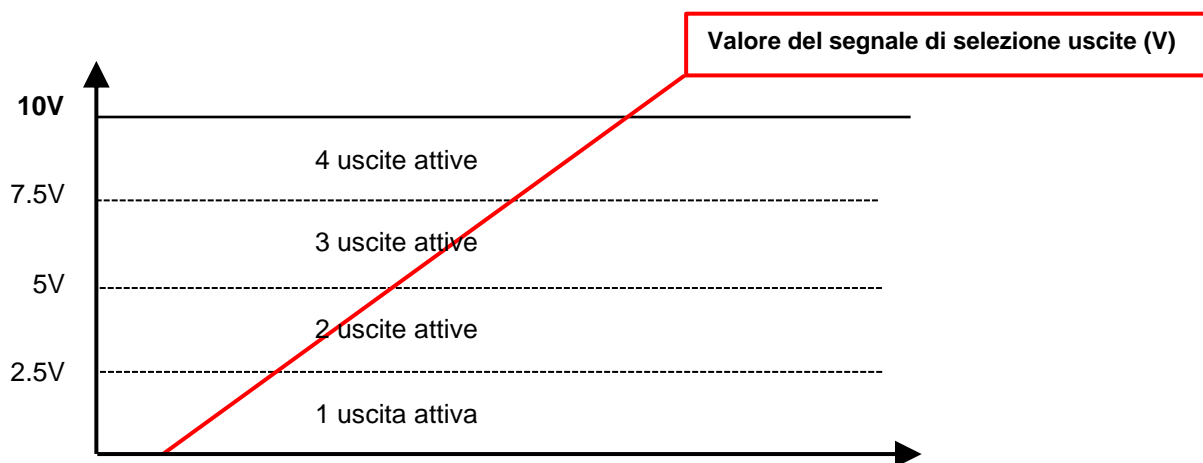 Valore del segnale di selezione uscite (V)
10V
4 uscite attive
7.5V
3 uscite attive
5V
2 uscite attive
2.5V
1 uscita attiva